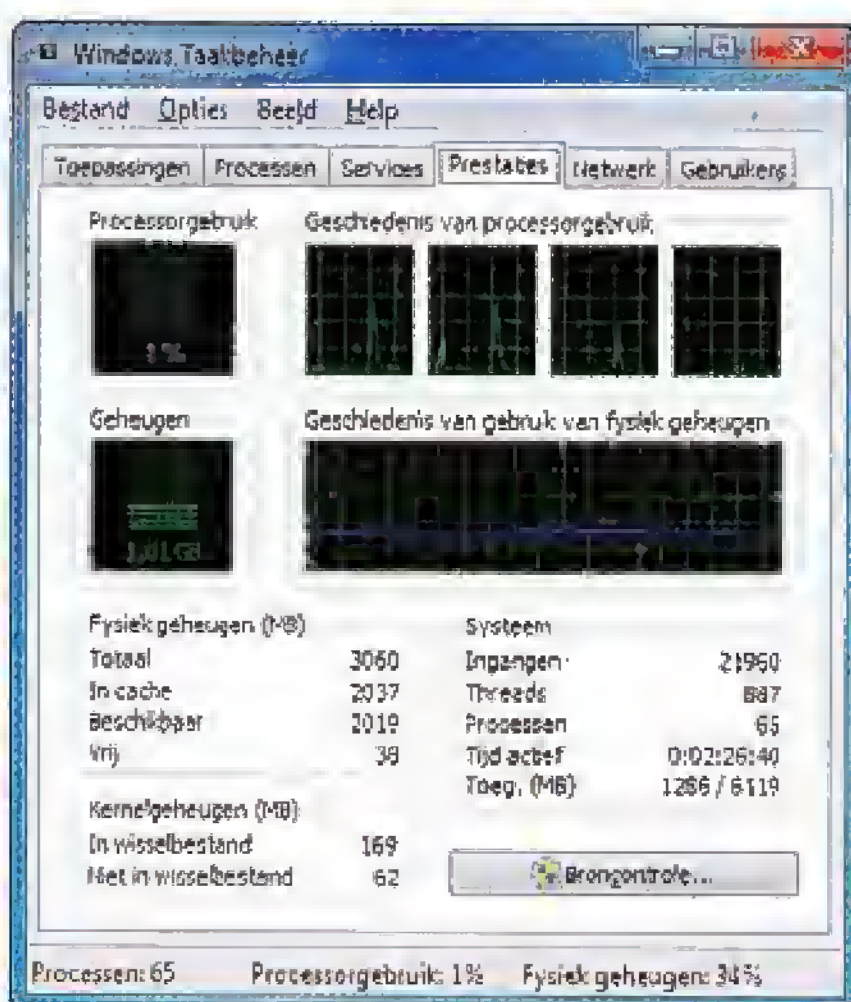 Windows Taakbeheer
Bestand Opties Beeld Help
Toepassingen Processen Services Prestaties Netwerk Gebruikers
Processorgebruik
Geschiedenis van processorgebruik
1 %
Geheugen
Geschiedenis van gebruik van fysiek geheugen
1,01 GB
Fysiek geheugen (MB)
Totaal 3060
In cache 2037
Beschikbaar 2019
Vrij 38
Kernelgeheugen (MB)
In wisselbestand 169
Niet in wisselbestand 62
Systeem
Ingangen 21960
Threads 887
Processen 65
Tijd actief 0:02:26:40
Toeg. (MB) 1286 / 6119
Broncontrole...
Processen: 65 Processorgebruik: 1% Fysiek geheugen: 34%